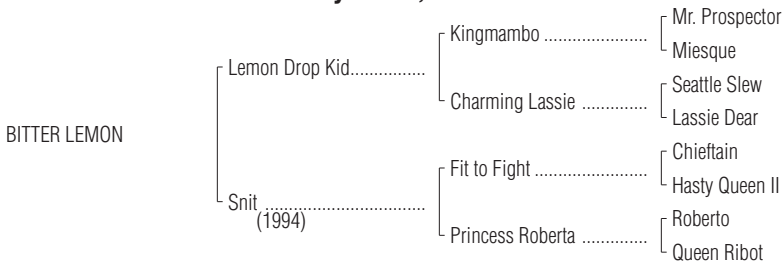 Mr. Prospector
Kingmambo ......................
Miesque
Lemon Drop Kid................
Seattle Slew
Charming Lassie ..............
Lassie Dear
BITTER LEMON
Chieftain
Fit to Fight ........................
Hasty Queen II
Snit ..................................
(1994)
Roberto
Princess Roberta ..............
Queen Ribot